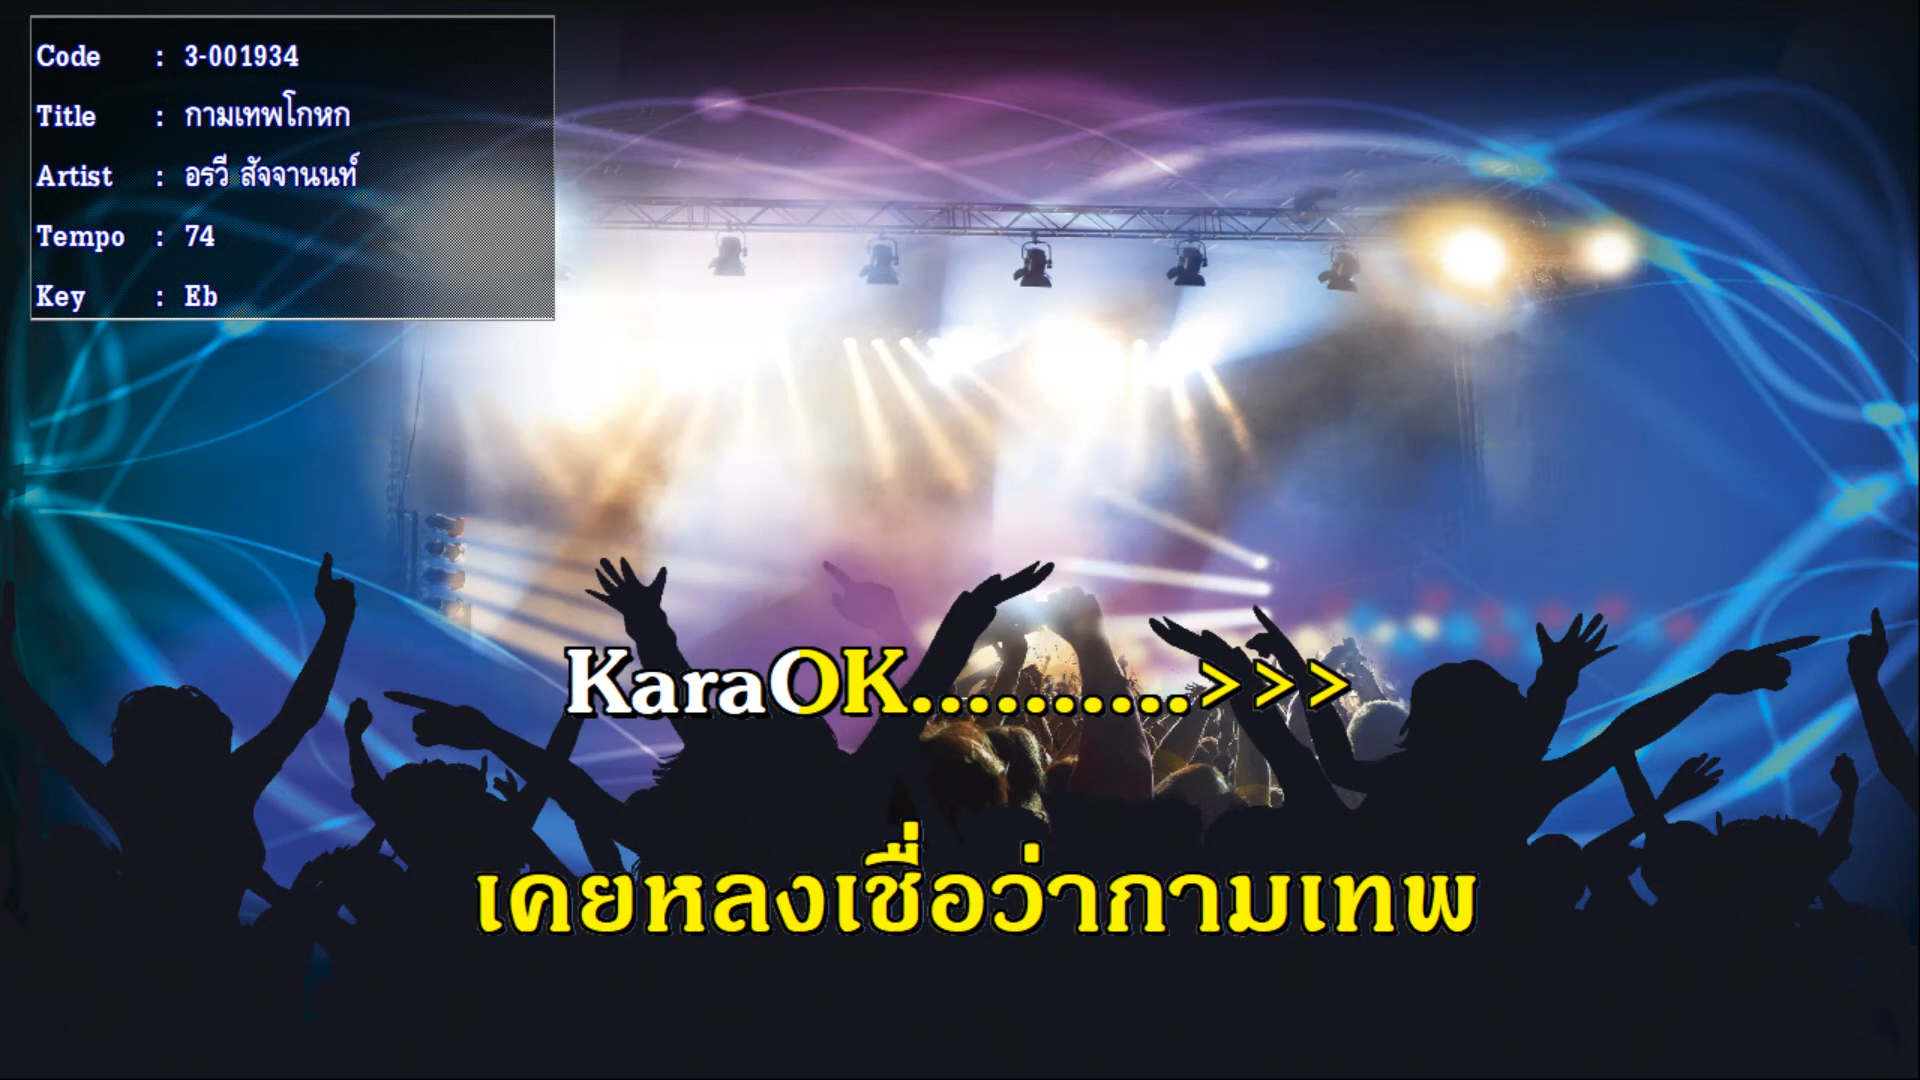 Code : 3-001934
Title : กามเทพโกหก
Artist : อรวี สัจจานนท์
Tempo : 74
Key : Eb
KaraOK..........>>>
เคยหลงเชื่อว่ากามเทพ